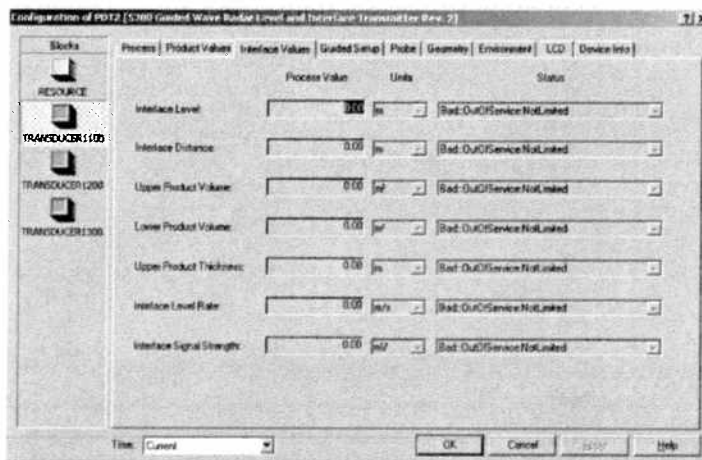 Configuration of PDT2 [5300 Guided Wave Radar Level and Interface Transmitter Rev. 2]
Blocks
RESOURCE
TRANSDUCER1100
TRANSDUCER1200
TRANSDUCER1300
Process Product Values Interface Values Guided Setup Probe Geometry Environment LCD Device Info
Process Value Units Status
Interface Level: 0.00 m Bad::OutOfService:NotLimited
Interface Distance: 0.00 m Bad::OutOfService:NotLimited
Upper Product Volume: 0.00 m³ Bad::OutOfService:NotLimited
Lower Product Volume: 0.00 m³ Bad::OutOfService:NotLimited
Upper Product Thickness: 0.00 m Bad::OutOfService:NotLimited
Interface Level Rate: 0.00 m/s Bad::OutOfService:NotLimited
Interface Signal Strength: 0.00 mV Bad::OutOfService:NotLimited
Time: Current
OK Cancel Apply Help